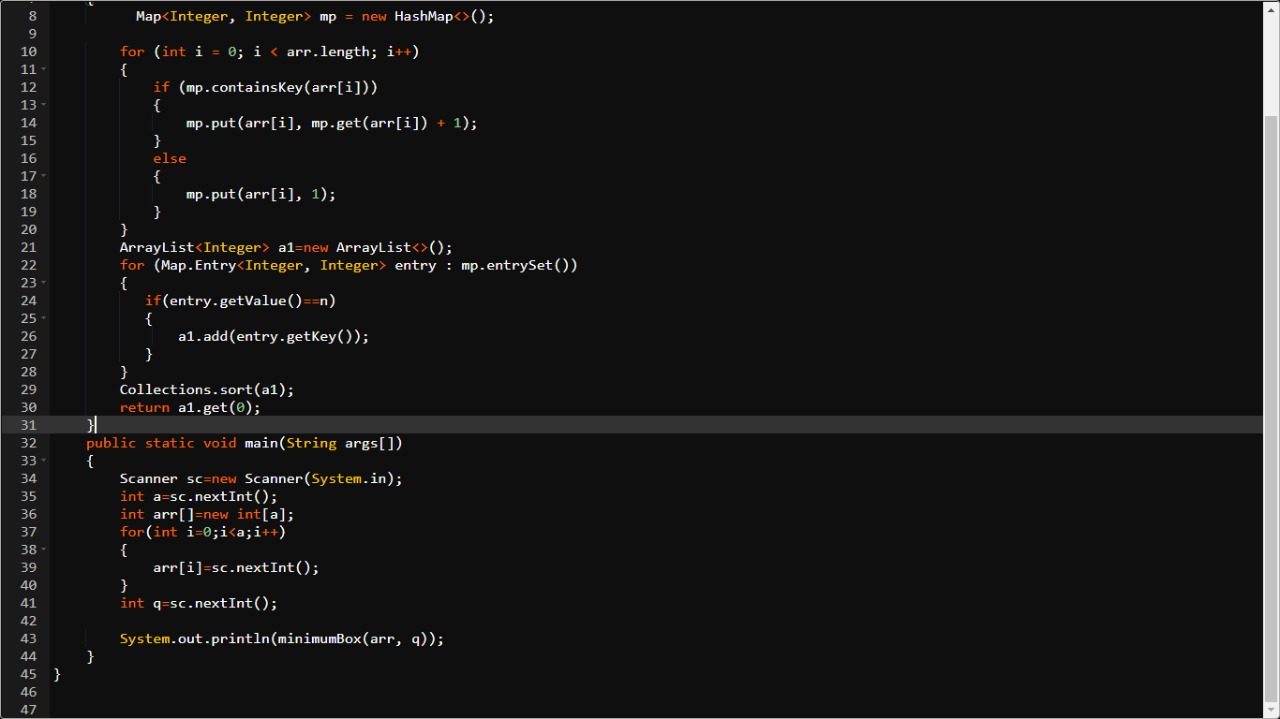 8 Map<Integer, Integer> mp = new HashMap<>();
9
10 for (int i = 0; i < arr.length; i++)
11 {
12 if (mp.containsKey(arr[i]))
13 {
14 mp.put(arr[i], mp.get(arr[i]) + 1);
15 }
16 else
17 {
18 mp.put(arr[i], 1);
19 }
20 }
21 ArrayList<Integer> a1=new ArrayList<>();
22 for (Map.Entry<Integer, Integer> entry : mp.entrySet())
23 {
24 if(entry.getValue()==n)
25 {
26 a1.add(entry.getKey());
27 }
28 }
29 Collections.sort(a1);
30 return a1.get(0);
31 }
32 public static void main(String args[])
33 {
34 Scanner sc=new Scanner(System.in);
35 int a=sc.nextInt();
36 int arr[]=new int[a];
37 for(int i=0;i<a;i++)
38 {
39 arr[i]=sc.nextInt();
40 }
41 int q=sc.nextInt();
42
43 System.out.println(minimumBox(arr, q));
44 }
45 }
46
47